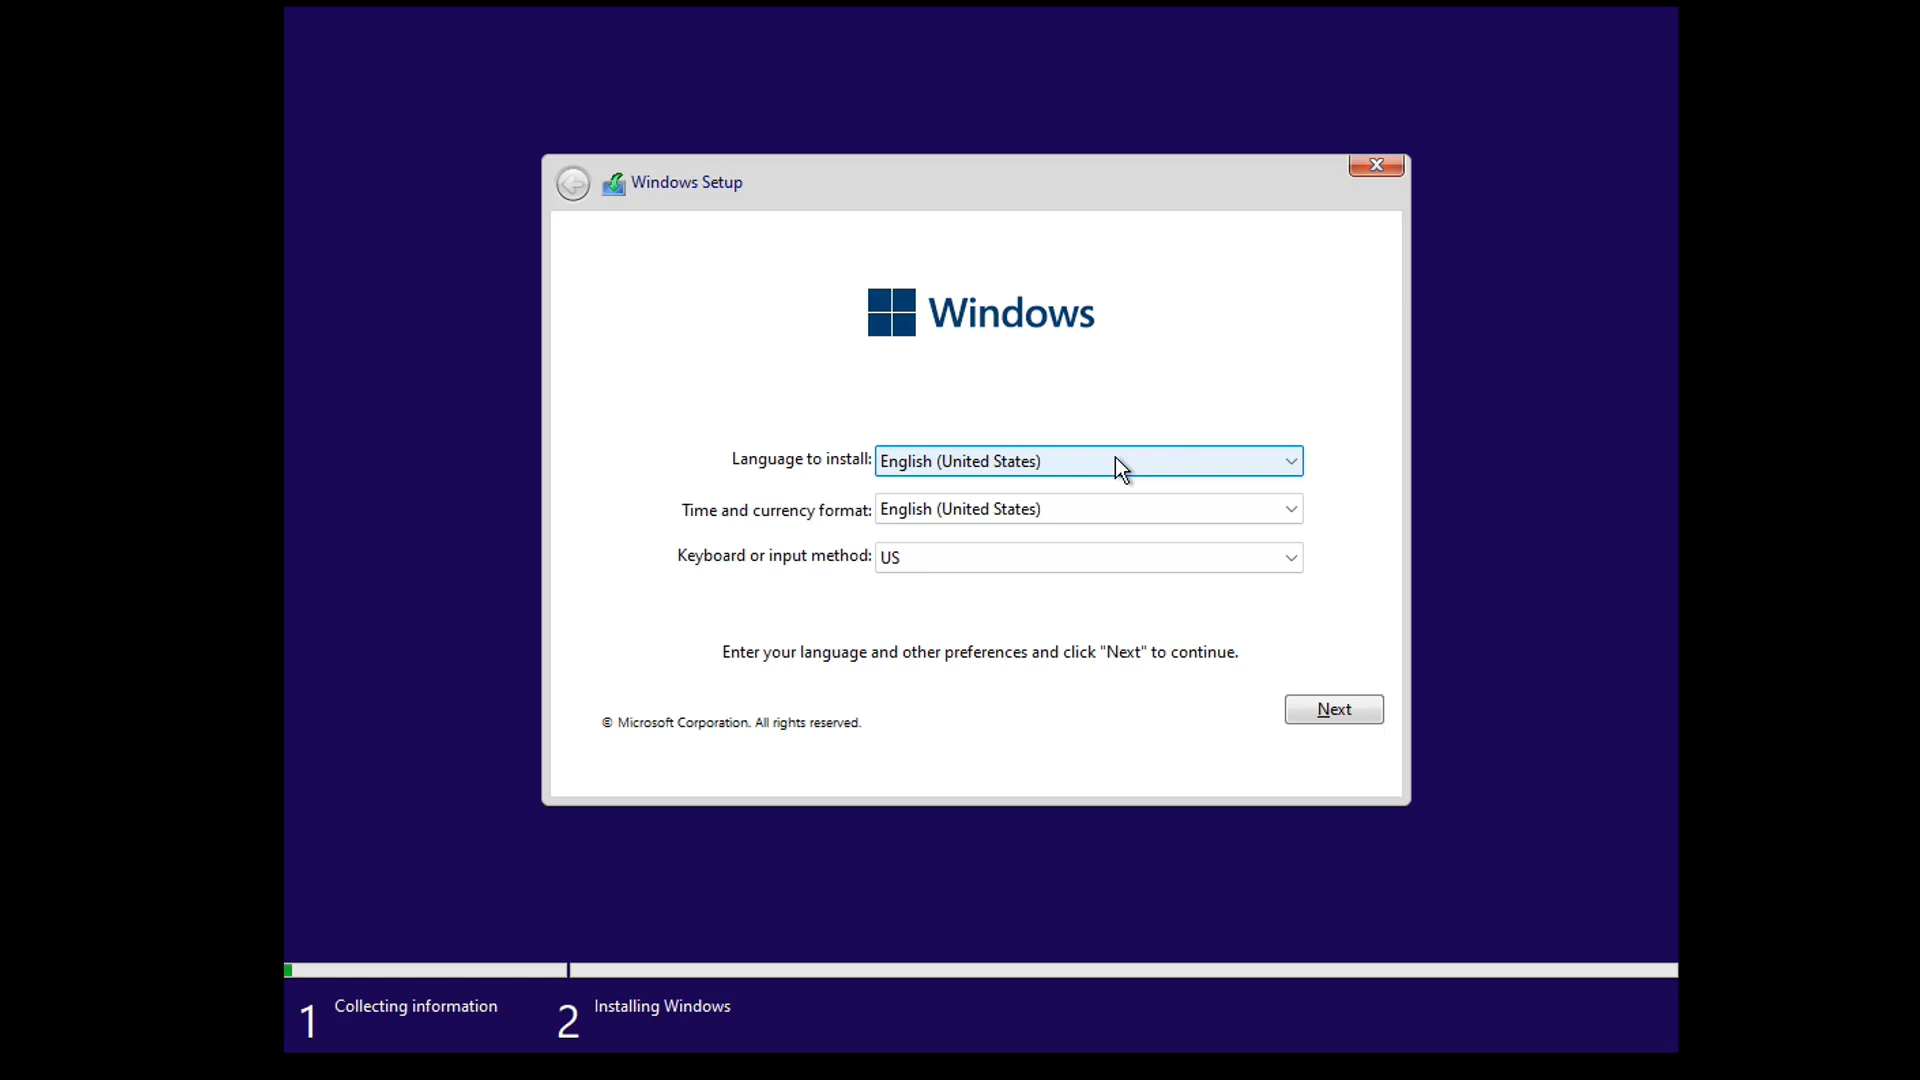 Windows Setup
Windows
Language to install: English (United States)
Time and currency format: English (United States)
Keyboard or input method: US
Enter your language and other preferences and click "Next" to continue.
Next
© Microsoft Corporation. All rights reserved.
1 Collecting information
2 Installing Windows